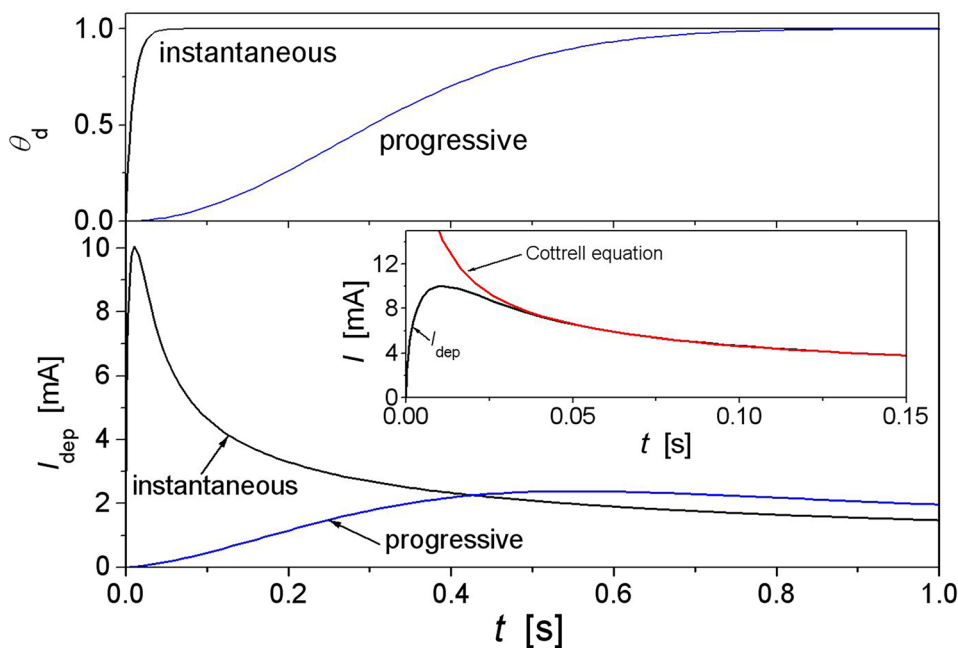 1.0
instantaneous
θd
0.5
progressive
0.0
10
8
6
4
2
0
Idep [mA]
instantaneous
progressive
12
8
4
0
I [mA]
Cottrell equation
Idep
0.00 0.05 0.10 0.15
t [s]
0.0 0.2 0.4 0.6 0.8 1.0
t [s]